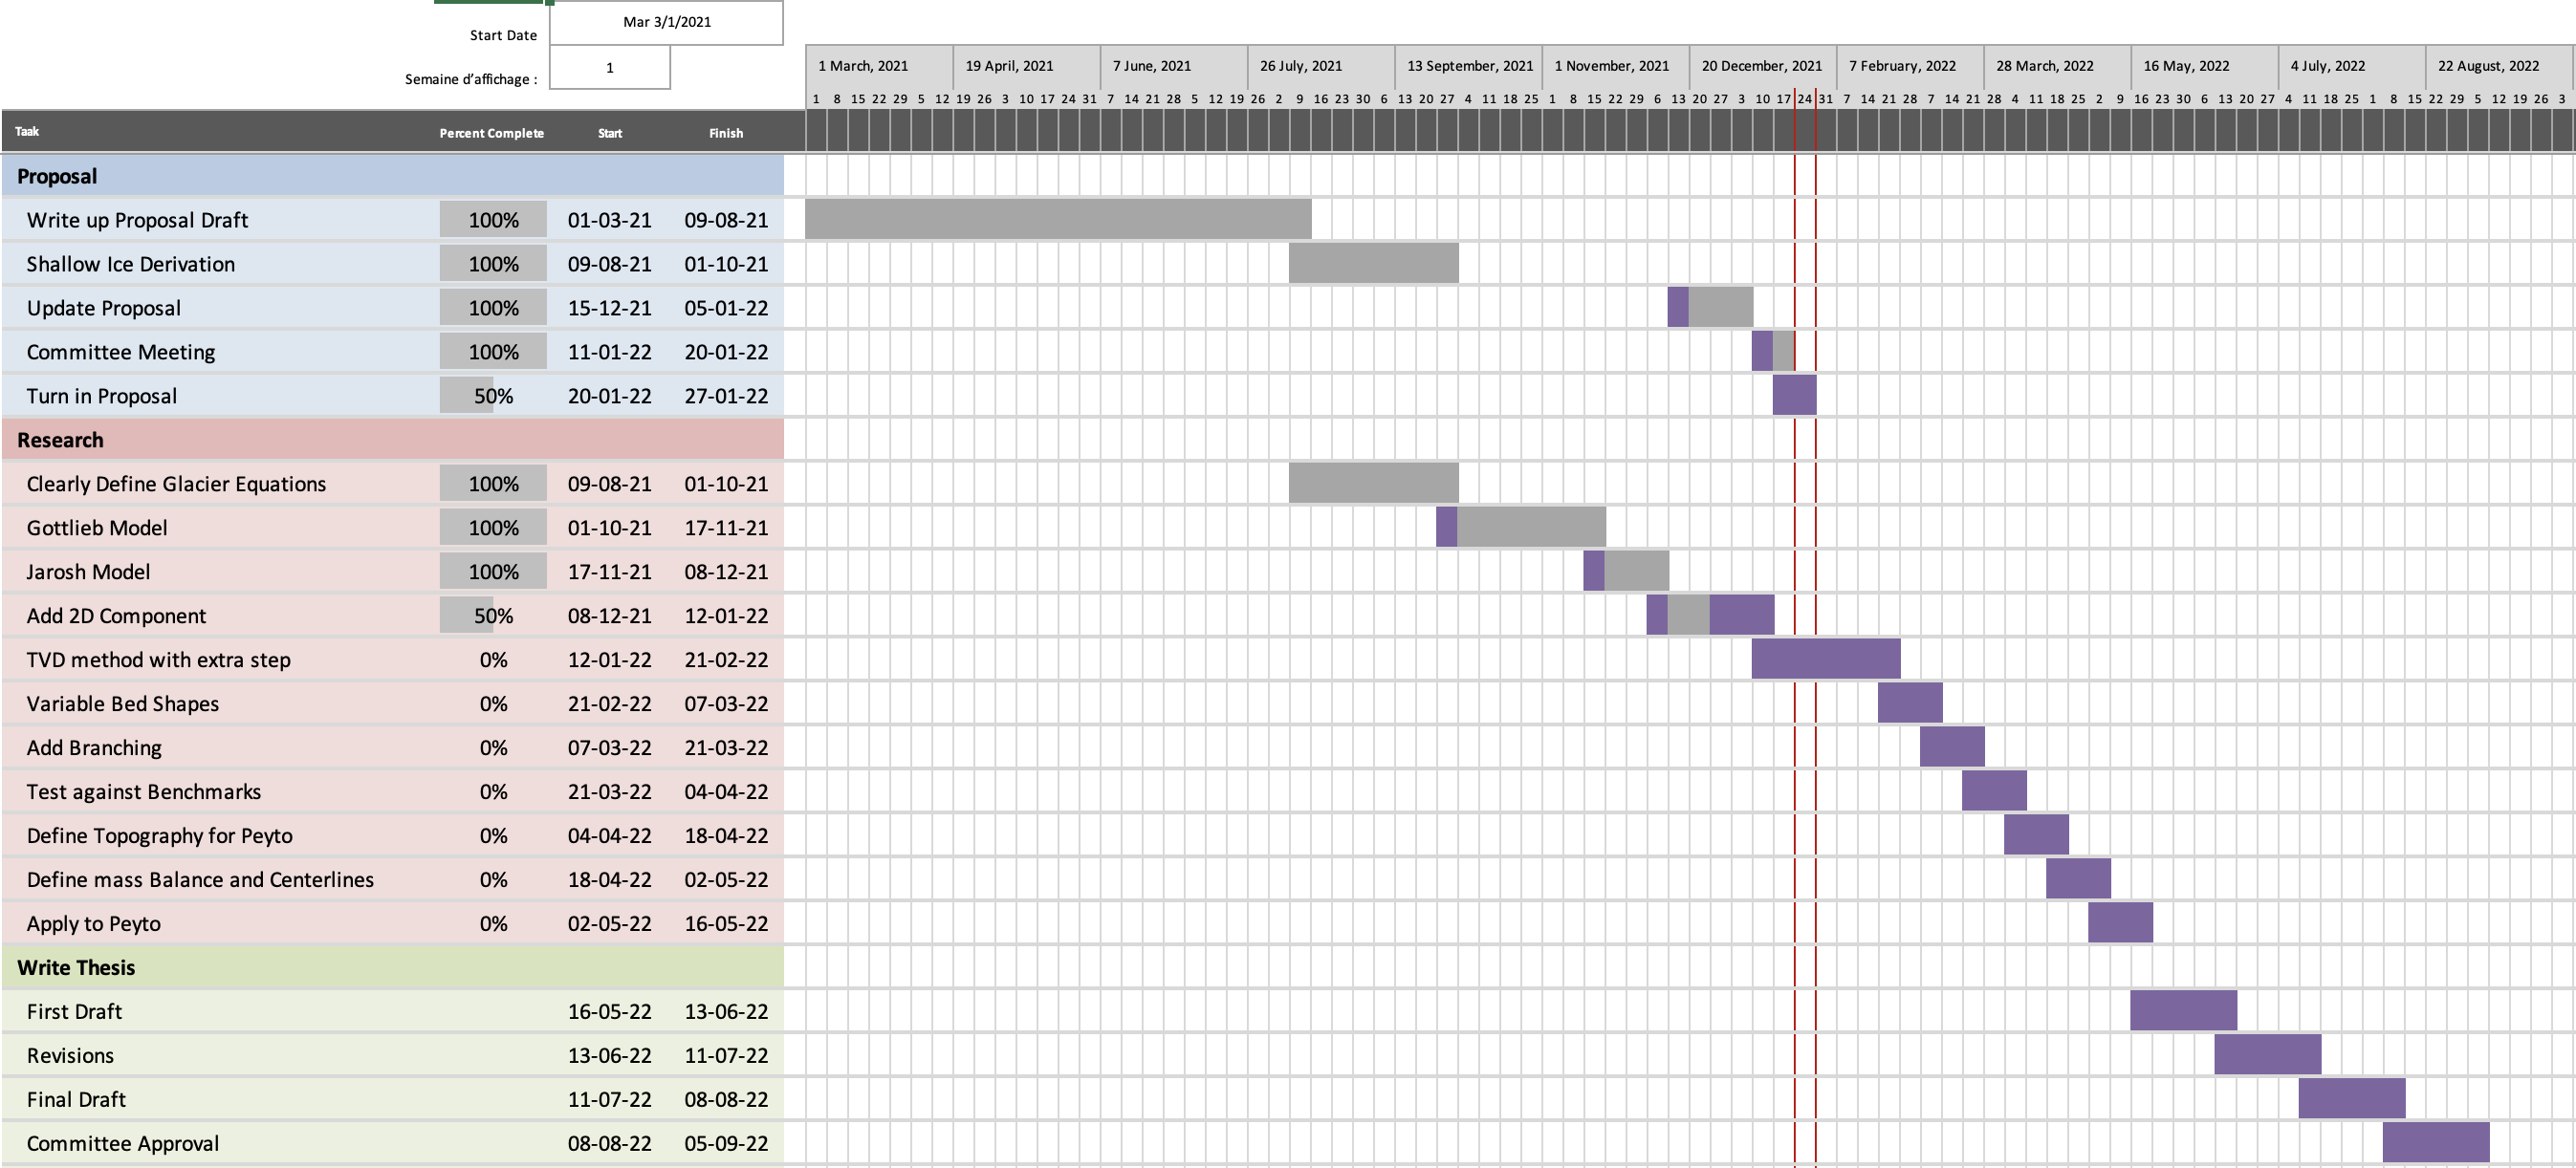 Mar 3/1/2021
Start Date
Semaine d'affichage : 1
1 March, 2021 19 April, 2021 7 June, 2021 26 July, 2021 13 September, 2021 1 November, 2021 20 December, 2021 7 February, 2022 28 March, 2022 16 May, 2022 4 July, 2022 22 August, 2022
1 8 15 22 29 5 12 19 26 3 10 17 24 31 7 14 21 28 5 12 19 26 2 9 16 23 30 6 13 20 27 4 11 18 25 1 8 15 22 29 6 13 20 27 3 10 17 24 31 7 14 21 28 7 14 21 28 4 11 18 25 2 9 16 23 30 6 13 20 27 4 11 18 25 1 8 15 22 29 5 12 19 26 3
Taak Percent Complete Start Finish
Proposal
Write up Proposal Draft 100% 01-03-21 09-08-21
Shallow Ice Derivation 100% 09-08-21 01-10-21
Update Proposal 100% 15-12-21 05-01-22
Committee Meeting 100% 11-01-22 20-01-22
Turn in Proposal 50% 20-01-22 27-01-22
Research
Clearly Define Glacier Equations 100% 09-08-21 01-10-21
Gottlieb Model 100% 01-10-21 17-11-21
Jarosh Model 100% 17-11-21 08-12-21
Add 2D Component 50% 08-12-21 12-01-22
TVD method with extra step 0% 12-01-22 21-02-22
Variable Bed Shapes 0% 21-02-22 07-03-22
Add Branching 0% 07-03-22 21-03-22
Test against Benchmarks 0% 21-03-22 04-04-22
Define Topography for Peyto 0% 04-04-22 18-04-22
Define mass Balance and Centerlines 0% 18-04-22 02-05-22
Apply to Peyto 0% 02-05-22 16-05-22
Write Thesis
First Draft 16-05-22 13-06-22
Revisions 13-06-22 11-07-22
Final Draft 11-07-22 08-08-22
Committee Approval 08-08-22 05-09-22